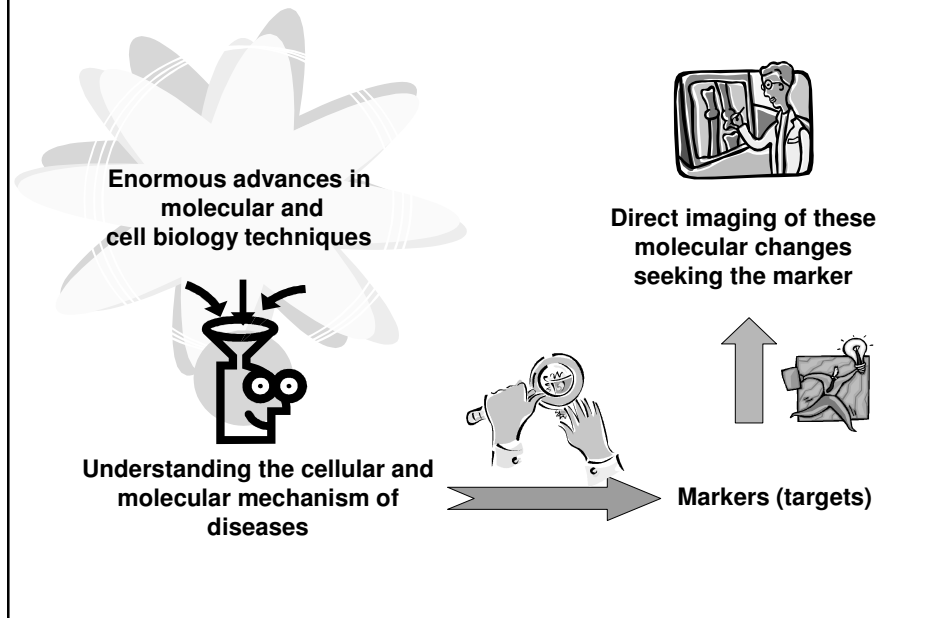 Enormous advances in
molecular and
cell biology techniques
Understanding the cellular and
molecular mechanism of
diseases
Markers (targets)
Direct imaging of these
molecular changes
seeking the marker